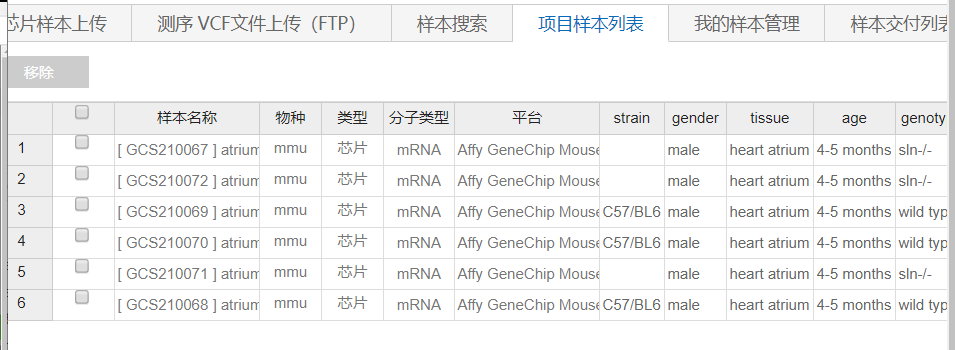 芯片样本上传 测序 VCF文件上传（FTP） 样本搜索 项目样本列表 我的样本管理 样本交付列表
移除
样本名称 物种 类型 分子类型 平台 strain gender tissue age genoty
1 [ GCS210067 ] atrium mmu 芯片 mRNA Affy GeneChip Mouse male heart atrium 4-5 months sln-/-
2 [ GCS210072 ] atrium mmu 芯片 mRNA Affy GeneChip Mouse male heart atrium 4-5 months sln-/-
3 [ GCS210069 ] atrium mmu 芯片 mRNA Affy GeneChip Mouse C57/BL6 male heart atrium 4-5 months wild typ
4 [ GCS210070 ] atrium mmu 芯片 mRNA Affy GeneChip Mouse C57/BL6 male heart atrium 4-5 months wild typ
5 [ GCS210071 ] atrium mmu 芯片 mRNA Affy GeneChip Mouse male heart atrium 4-5 months sln-/-
6 [ GCS210068 ] atrium mmu 芯片 mRNA Affy GeneChip Mouse C57/BL6 male heart atrium 4-5 months wild typ